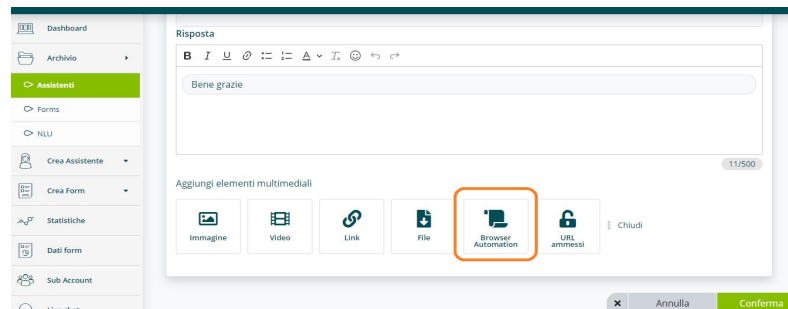 Dashboard
Archivio
Assistenti
Forms
NLU
Crea Assistente
Crea Form
Statistiche
Dati form
Sub Account
Risposta
B I U A
Bene grazie
11/500
Aggiungi elementi multimediali
Immagine
Video
Link
File
Browser
Automation
URL
ammessi
Chiudi
Annulla
Conferma